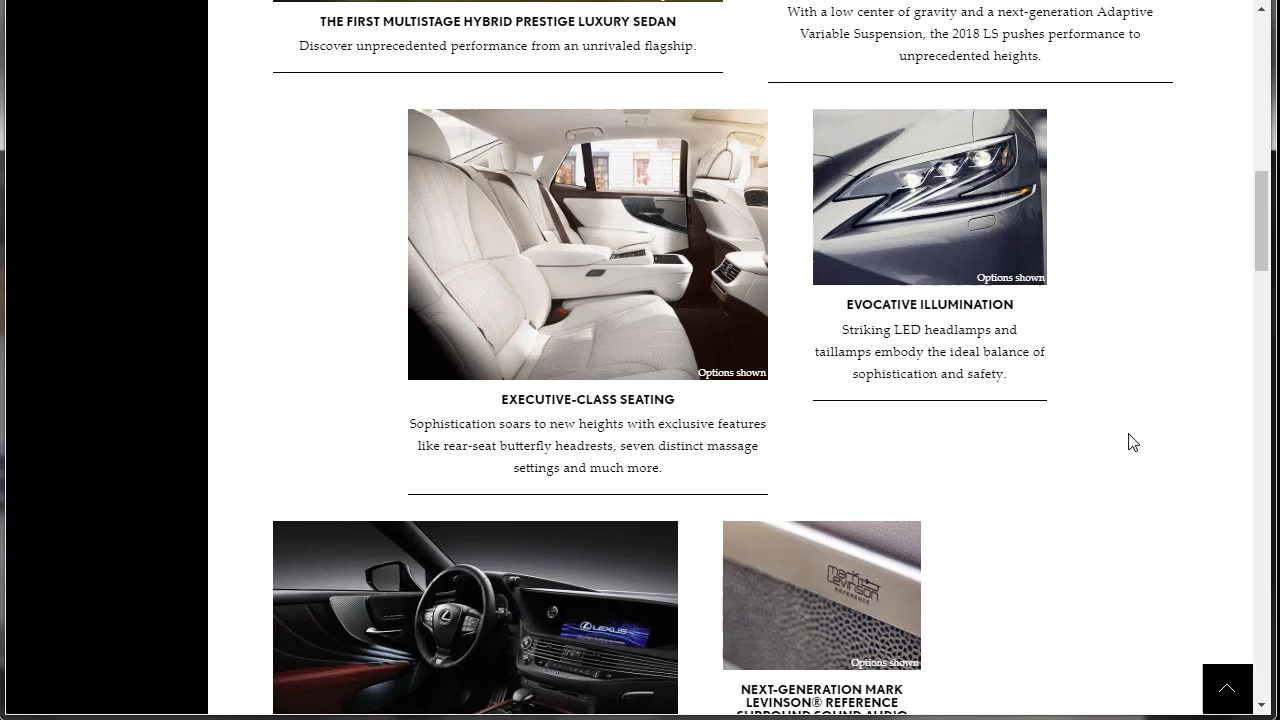 THE FIRST MULTISTAGE HYBRID PRESTIGE LUXURY SEDAN
Discover unprecedented performance from an unrivaled flagship.
With a low center of gravity and a next-generation Adaptive
Variable Suspension, the 2018 LS pushes performance to
unprecedented heights.
Options shown
EXECUTIVE-CLASS SEATING
Sophistication soars to new heights with exclusive features
like rear-seat butterfly headrests, seven distinct massage
settings and much more.
Options shown
EVOCATIVE ILLUMINATION
Striking LED headlamps and
taillamps embody the ideal balance of
sophistication and safety.
LEXUS
mark
Levinson
REFERENCE
Options shown
NEXT-GENERATION MARK
LEVINSON® REFERENCE
SURROUND SOUND AUDIO